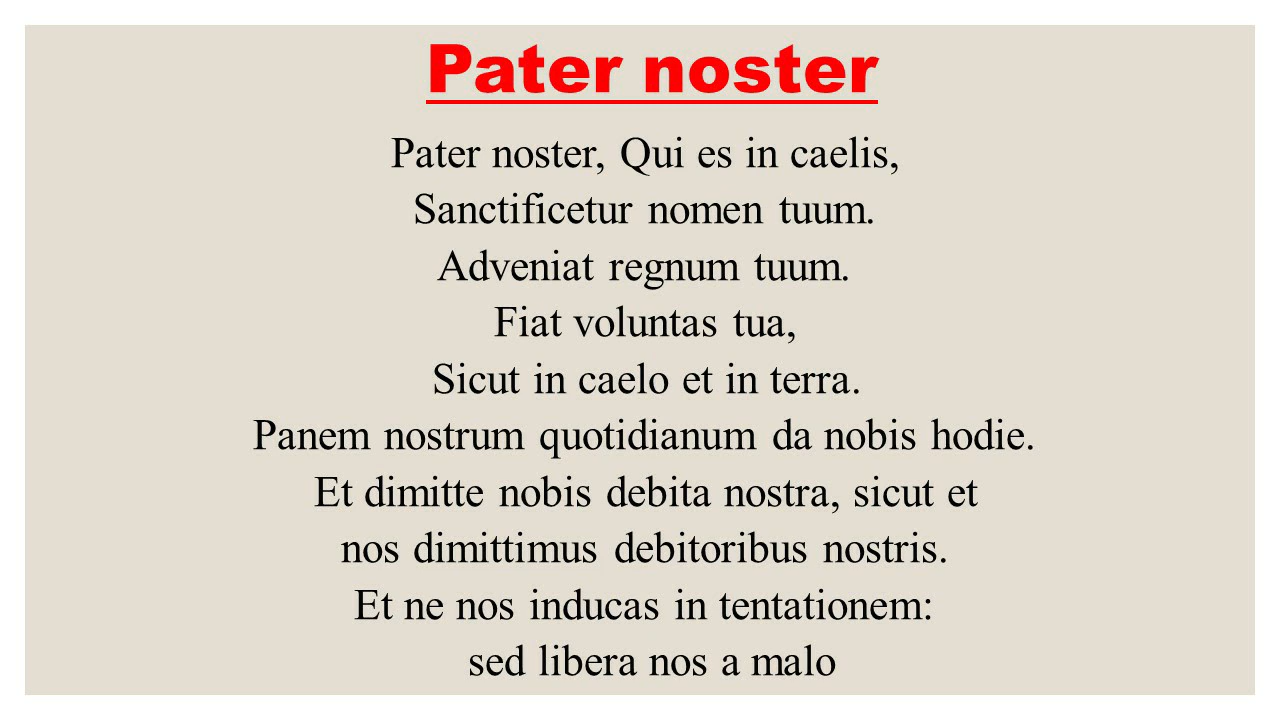 Pater noster
Pater noster, Qui es in caelis,
Sanctificetur nomen tuum.
Adveniat regnum tuum.
Fiat voluntas tua,
Sicut in caelo et in terra.
Panem nostrum quotidianum da nobis hodie.
Et dimitte nobis debita nostra, sicut et
nos dimittimus debitoribus nostris.
Et ne nos inducas in tentationem:
sed libera nos a malo